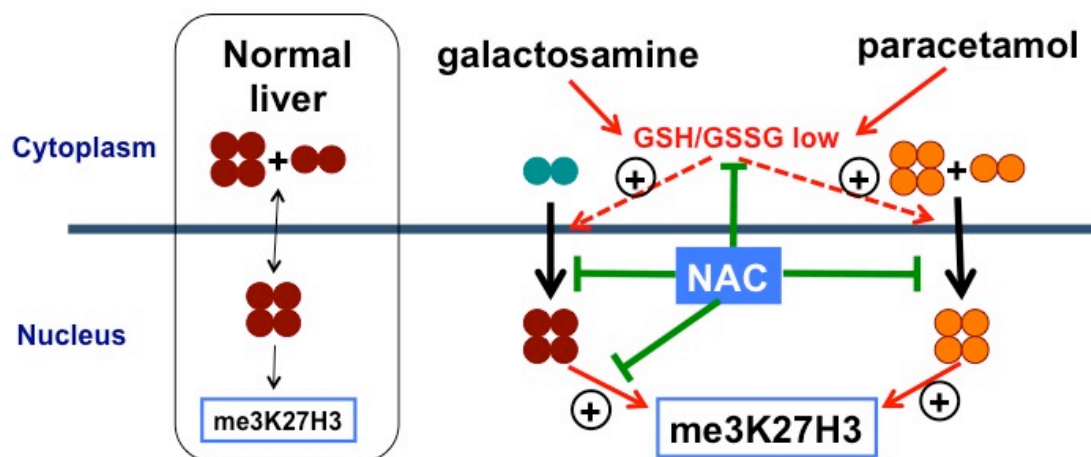 Normal
liver
galactosamine
paracetamol
Cytoplasm
+
GSH/GSSG low
+
+
+
NAC
Nucleus
me3K27H3
+
me3K27H3
+